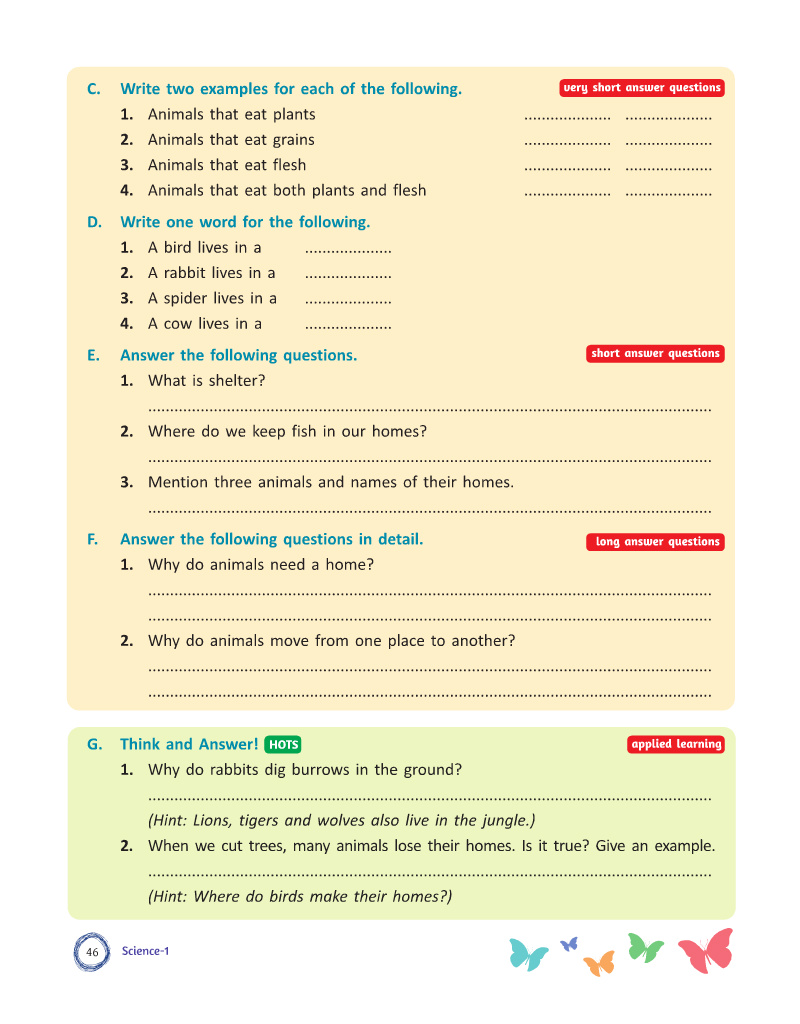 C. Write two examples for each of the following. very short answer questions
1. Animals that eat plants .................... ....................
2. Animals that eat grains .................... ....................
3. Animals that eat flesh .................... ....................
4. Animals that eat both plants and flesh .................... ....................
D. Write one word for the following.
1. A bird lives in a ....................
2. A rabbit lives in a ....................
3. A spider lives in a ....................
4. A cow lives in a ....................
E. Answer the following questions. short answer questions
1. What is shelter?
.................................................................................................................................
2. Where do we keep fish in our homes?
.................................................................................................................................
3. Mention three animals and names of their homes.
.................................................................................................................................
F. Answer the following questions in detail. long answer questions
1. Why do animals need a home?
.................................................................................................................................
.................................................................................................................................
2. Why do animals move from one place to another?
.................................................................................................................................
.................................................................................................................................
G. Think and Answer! HOTS applied learning
1. Why do rabbits dig burrows in the ground?
.................................................................................................................................
(Hint: Lions, tigers and wolves also live in the jungle.)
2. When we cut trees, many animals lose their homes. Is it true? Give an example.
.................................................................................................................................
(Hint: Where do birds make their homes?)
46 Science-1